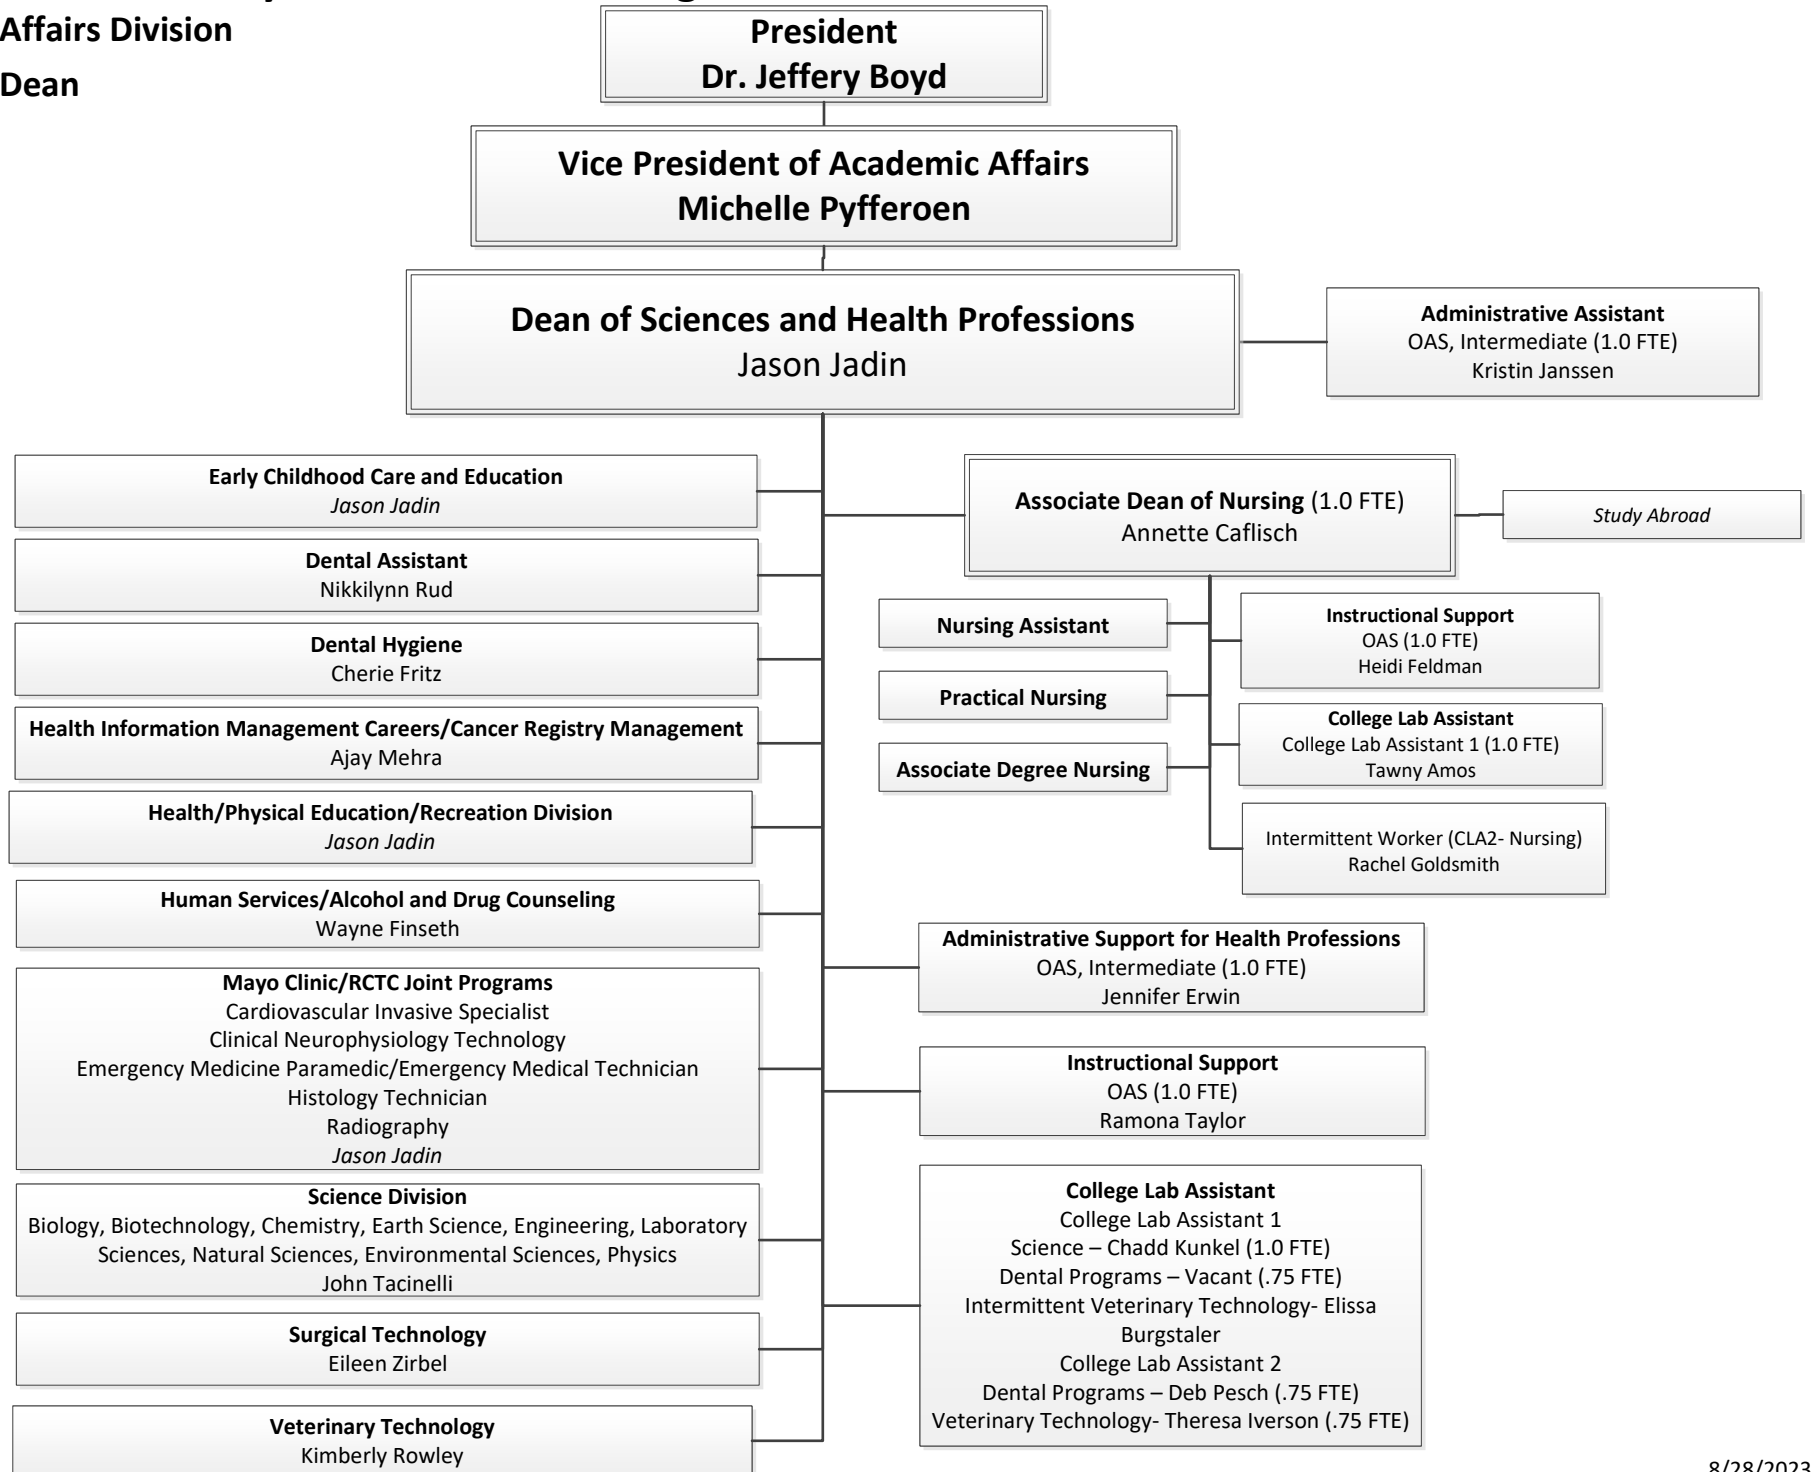 Affairs Division
Dean
President
Dr. Jeffery Boyd
Vice President of Academic Affairs
Michelle Pyfferoen
Dean of Sciences and Health Professions
Jason Jadin
Administrative Assistant
OAS, Intermediate (1.0 FTE)
Kristin Janssen
Early Childhood Care and Education
Jason Jadin
Dental Assistant
Nikkilynn Rud
Dental Hygiene
Cherie Fritz
Health Information Management Careers/Cancer Registry Management
Ajay Mehra
Health/Physical Education/Recreation Division
Jason Jadin
Human Services/Alcohol and Drug Counseling
Wayne Finseth
Mayo Clinic/RCTC Joint Programs
Cardiovascular Invasive Specialist
Clinical Neurophysiology Technology
Emergency Medicine Paramedic/Emergency Medical Technician
Histology Technician
Radiography
Jason Jadin
Science Division
Biology, Biotechnology, Chemistry, Earth Science, Engineering, Laboratory
Sciences, Natural Sciences, Environmental Sciences, Physics
John Tacinelli
Surgical Technology
Eileen Zirbel
Veterinary Technology
Kimberly Rowley
Associate Dean of Nursing (1.0 FTE)
Annette Caflisch
Study Abroad
Nursing Assistant
Practical Nursing
Associate Degree Nursing
Instructional Support
OAS (1.0 FTE)
Heidi Feldman
College Lab Assistant
College Lab Assistant 1 (1.0 FTE)
Tawny Amos
Intermittent Worker (CLA2- Nursing)
Rachel Goldsmith
Administrative Support for Health Professions
OAS, Intermediate (1.0 FTE)
Jennifer Erwin
Instructional Support
OAS (1.0 FTE)
Ramona Taylor
College Lab Assistant
College Lab Assistant 1
Science – Chadd Kunkel (1.0 FTE)
Dental Programs – Vacant (.75 FTE)
Intermittent Veterinary Technology- Elissa
Burgstaler
College Lab Assistant 2
Dental Programs – Deb Pesch (.75 FTE)
Veterinary Technology- Theresa Iverson (.75 FTE)
8/28/2023